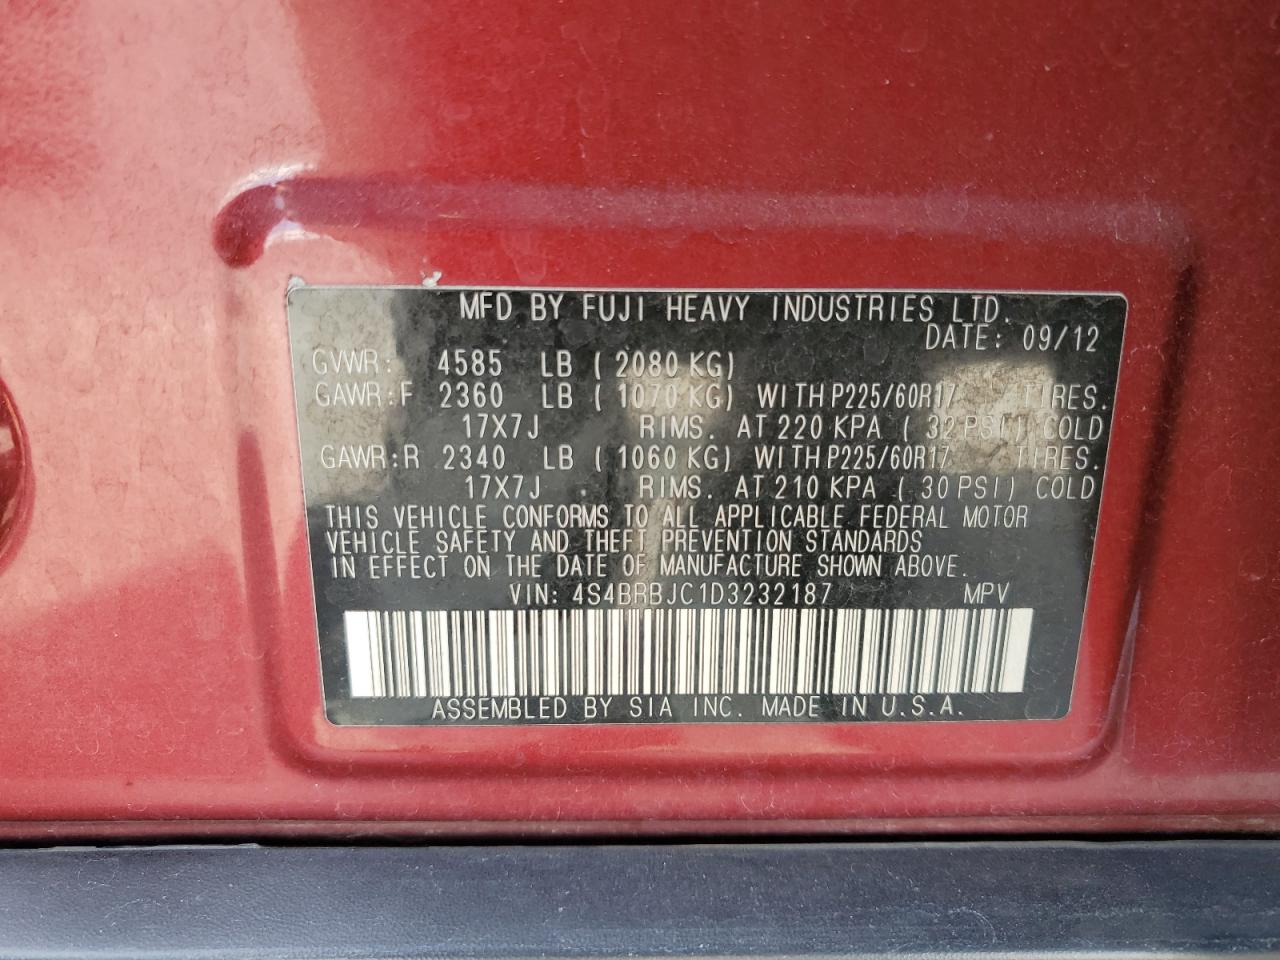 MFD BY FUJI HEAVY INDUSTRIES LTD.
DATE: 09/12
GVWR: 4585 LB ( 2080 KG)
GAWR:F 2360 LB ( 1070 KG) WITH P225/60R17 TIRES.
17X7J RIMS. AT 220 KPA ( 32 PSI) COLD
GAWR:R 2340 LB ( 1060 KG) WITH P225/60R17 TIRES.
17X7J RIMS. AT 210 KPA ( 30 PSI) COLD
THIS VEHICLE CONFORMS TO ALL APPLICABLE FEDERAL MOTOR
VEHICLE SAFETY AND THEFT PREVENTION STANDARDS
IN EFFECT ON THE DATE OF MANUFACTURE SHOWN ABOVE.
VIN: 4S4BRBJC1D3232187 MPV
ASSEMBLED BY SIA INC. MADE IN U.S.A.